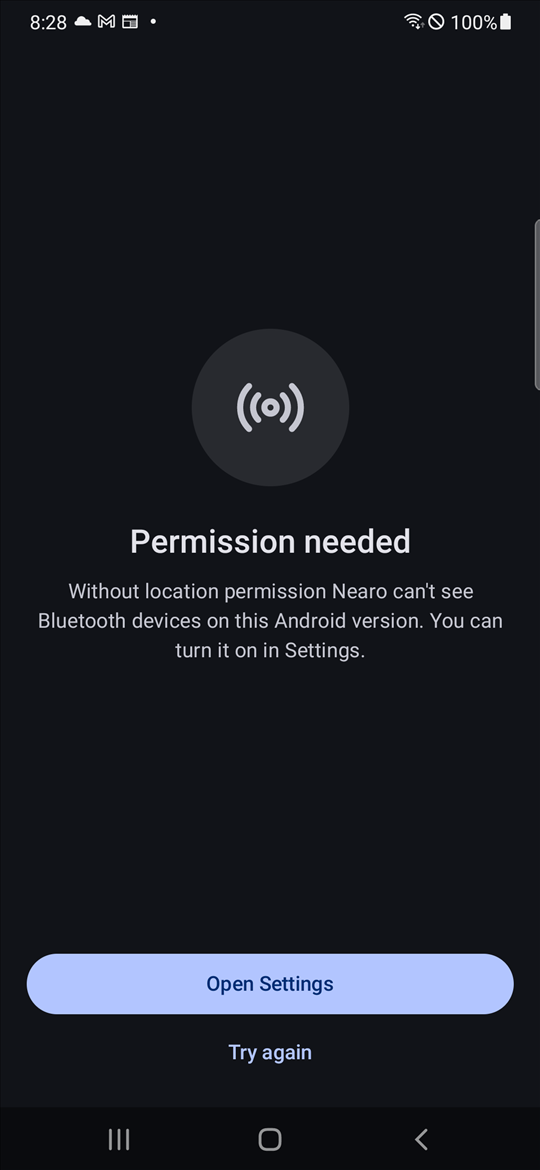 8:28 100%
Permission needed
Without location permission Nearo can't see
Bluetooth devices on this Android version. You can
turn it on in Settings.
Open Settings
Try again